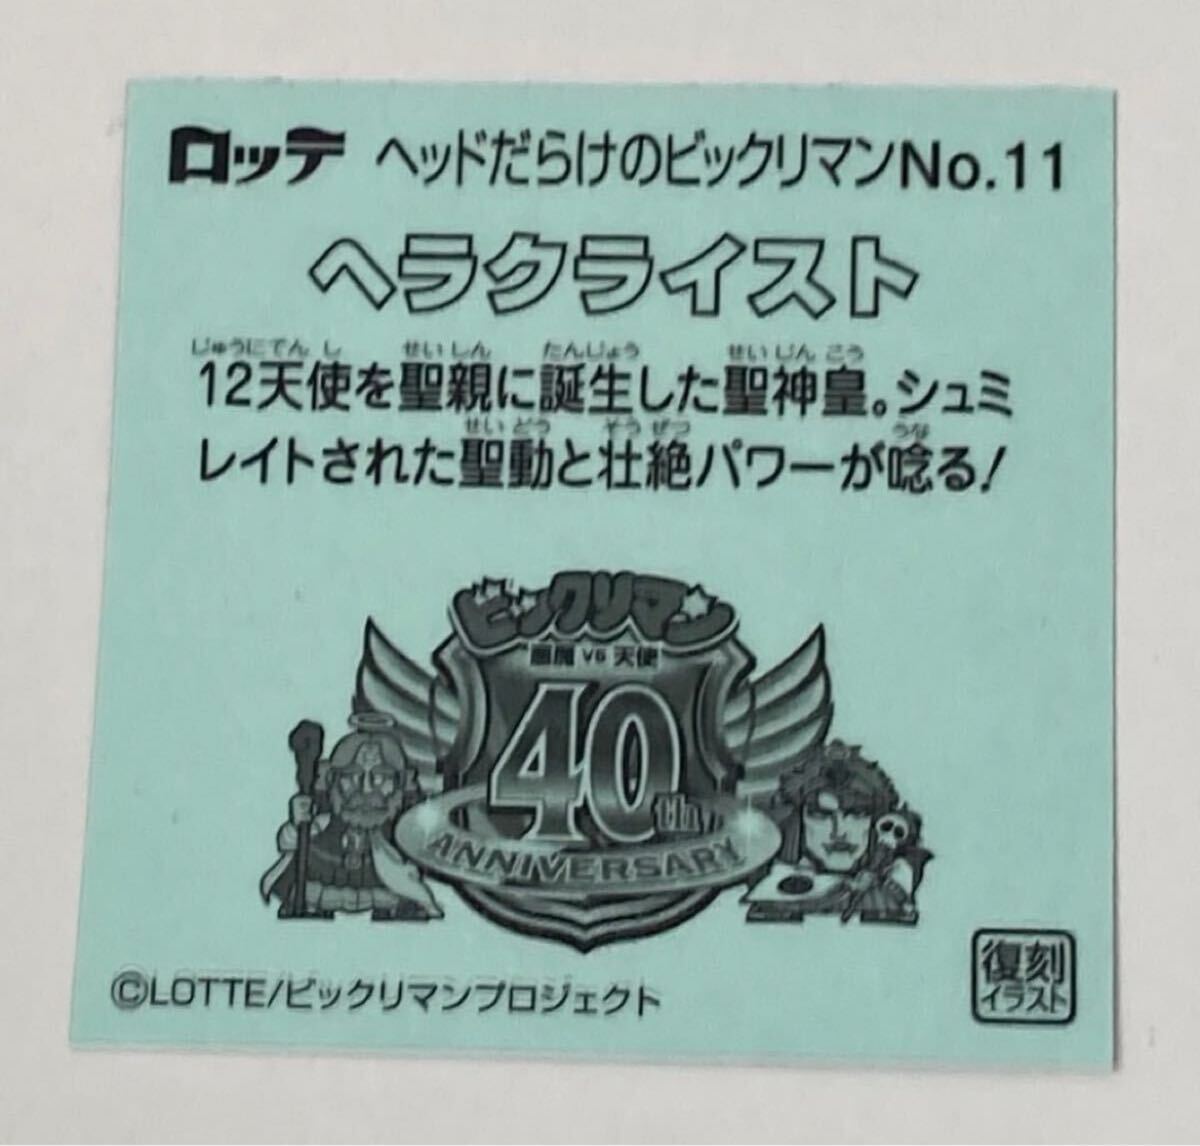 ロッテ ヘッドだらけのビックリマンNo.11
ヘラクライスト
じゅうにてんし せいしん たんじょう せいじんこう
12天使を聖親に誕生した聖神皇。シュミ
せいどう そうぜつ うな
レイトされた聖動と壮絶パワーが唸る!
ビックリマン
悪魔 VS 天使
40th
ANNIVERSARY
©LOTTE/ビックリマンプロジェクト
復刻
イラスト